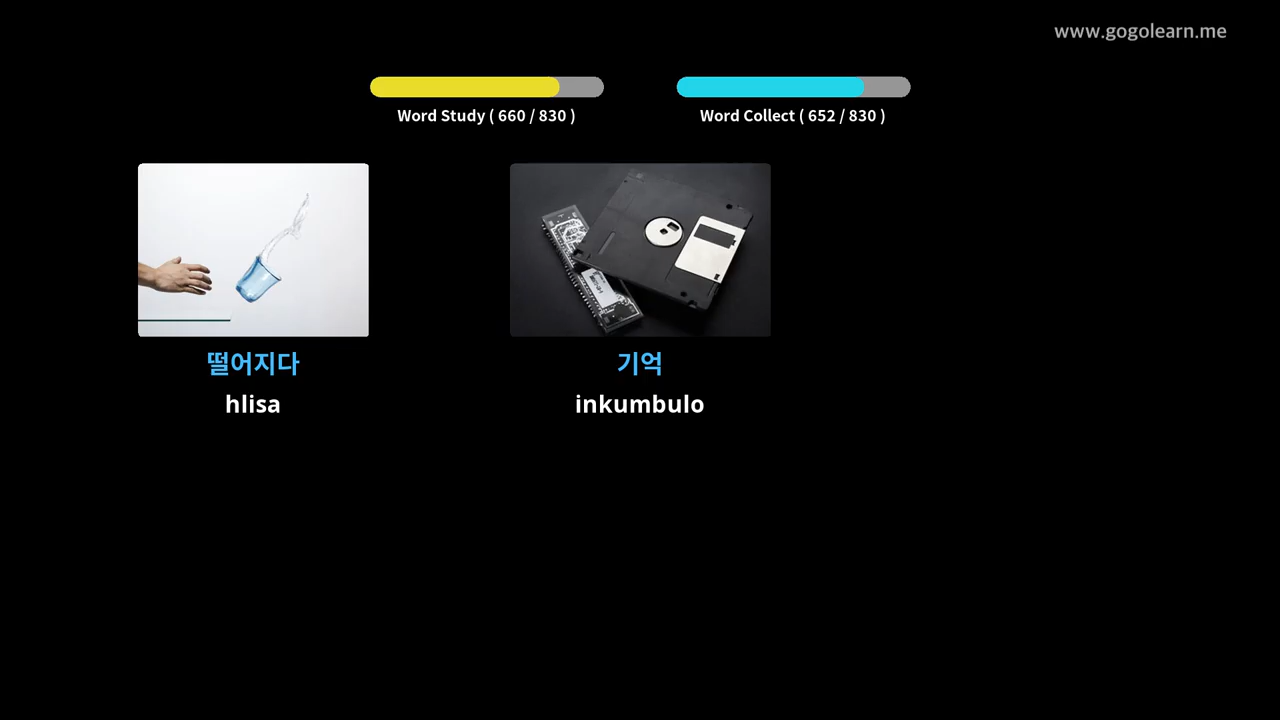 www.gogolearn.me
Word Study ( 660 / 830 )
Word Collect ( 652 / 830 )
떨어지다
hlisa
기억
inkumbulo